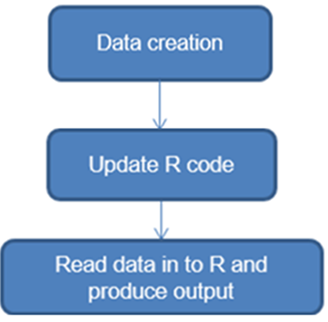 Data creation
Update R code
Read data in to R and
produce output